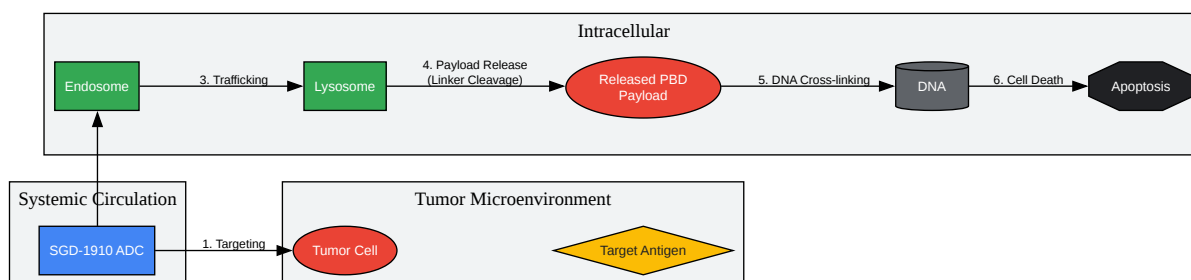 Intracellular
Endosome
3. Trafficking
Lysosome
4. Payload Release
(Linker Cleavage)
Released PBD
Payload
5. DNA Cross-linking
DNA
6. Cell Death
Apoptosis
Systemic Circulation
SGD-1910 ADC
1. Targeting
Tumor Microenvironment
Tumor Cell
Target Antigen